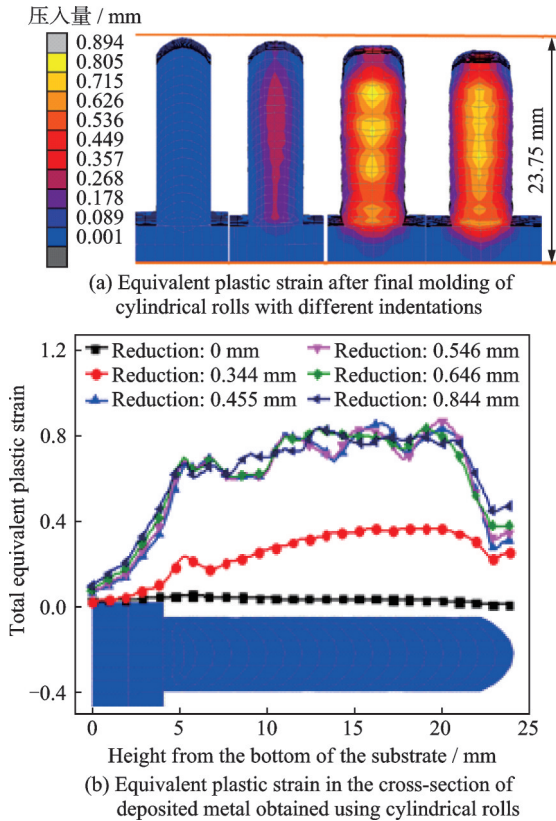 压入量 / mm
0.894
0.805
0.715
0.626
0.536
0.449
0.357
0.268
0.178
0.089
0.001
23.75 mm
(a) Equivalent plastic strain after final molding of
cylindrical rolls with different indentations
1.2
0.8
0.4
0.0
−0.4
Total equivalent plastic strain
Reduction: 0 mm
Reduction: 0.344 mm
Reduction: 0.455 mm
Reduction: 0.546 mm
Reduction: 0.646 mm
Reduction: 0.844 mm
0 5 10 15 20 25
Height from the bottom of the substrate / mm
(b) Equivalent plastic strain in the cross-section of
deposited metal obtained using cylindrical rolls